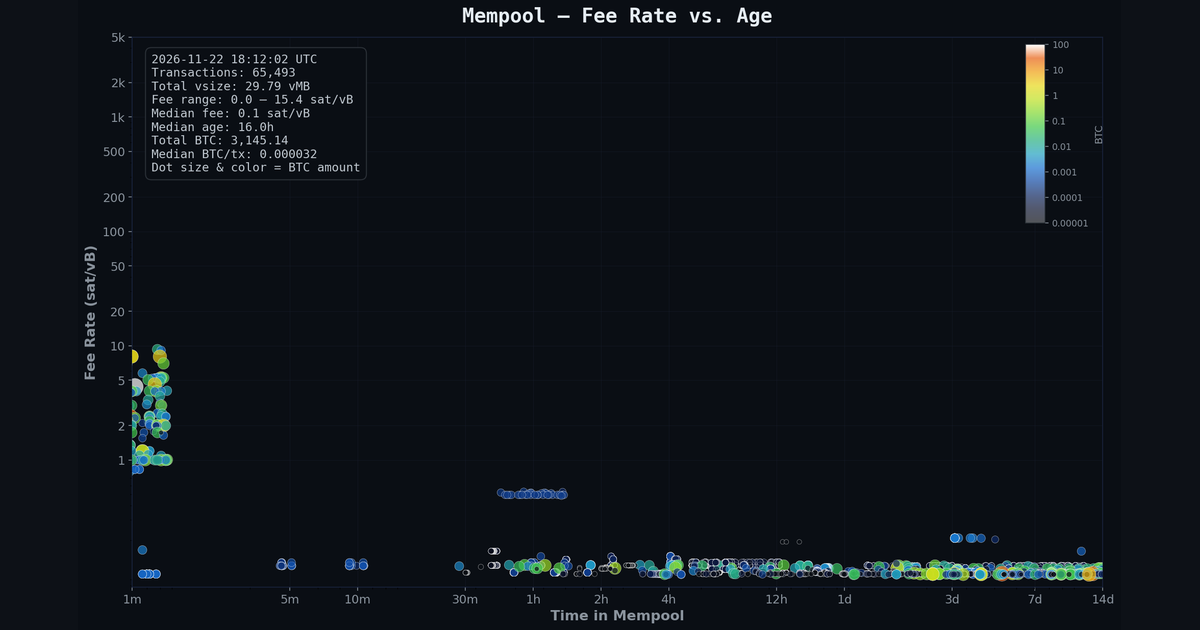 Mempool — Fee Rate vs. Age
2026-11-22 18:12:02 UTC
Transactions: 65,493
Total vsize: 29.79 vMB
Fee range: 0.0 — 15.4 sat/vB
Median fee: 0.1 sat/vB
Median age: 16.0h
Total BTC: 3,145.14
Median BTC/tx: 0.000032
Dot size & color = BTC amount
100
10
1
0.1
0.01
0.001
0.0001
0.00001
BTC
Fee Rate (sat/vB)
5k
2k
1k
500
200
100
50
20
10
5
2
1
1m
5m
10m
30m
1h
2h
4h
12h
1d
3d
7d
14d
Time in Mempool